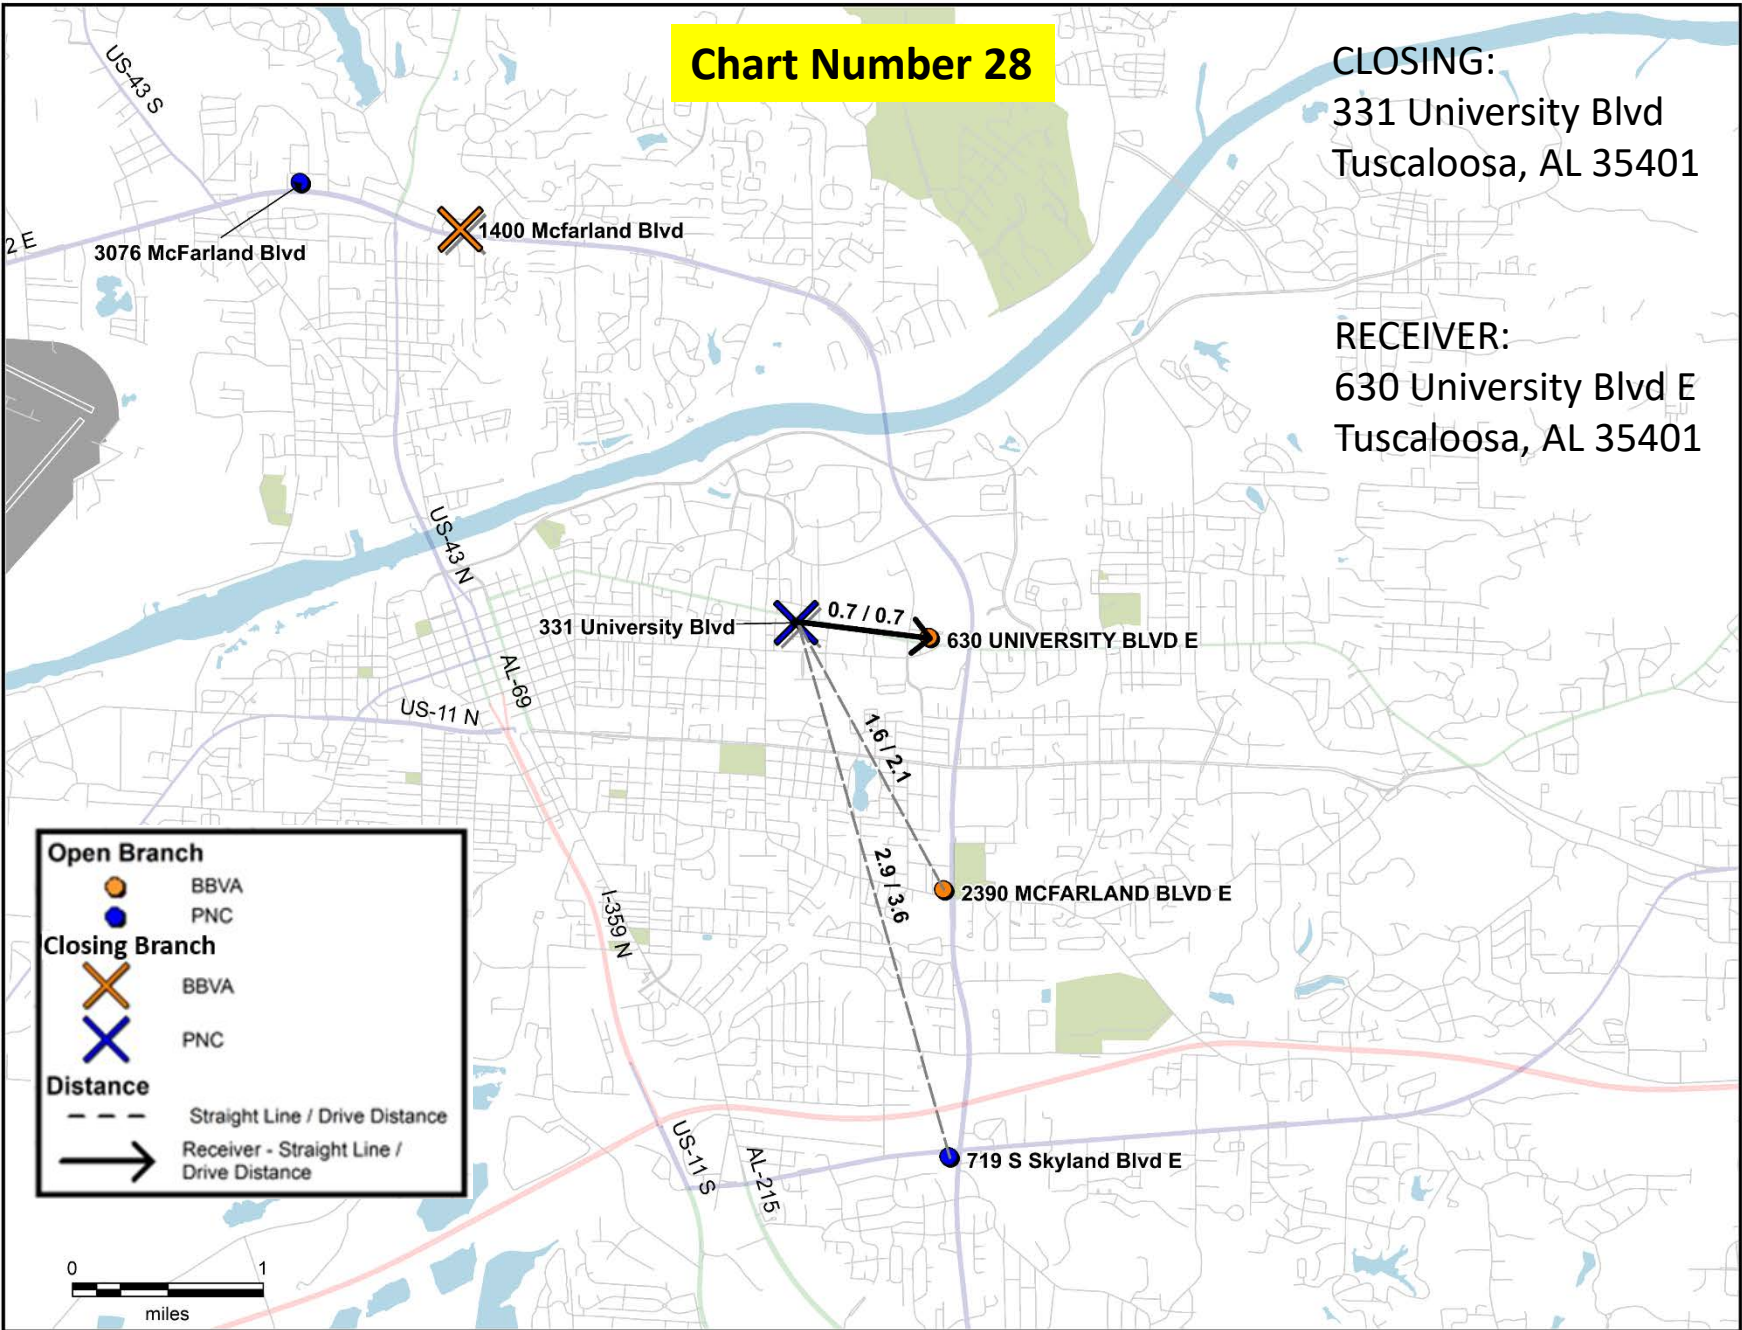 Chart Number 28
CLOSING:
331 University Blvd
Tuscaloosa, AL 35401
RECEIVER:
630 University Blvd E
Tuscaloosa, AL 35401
US-43 S
2 E
3076 McFarland Blvd
1400 Mcfarland Blvd
US-43 N
331 University Blvd
0.7 / 0.7
630 UNIVERSITY BLVD E
AL-69
US-11 N
1.6 / 2.1
2.9 / 3.6
2390 MCFARLAND BLVD E
I-359 N
US-11 S
AL-215
719 S Skyland Blvd E
Open Branch
BBVA
PNC
Closing Branch
BBVA
PNC
Distance
Straight Line / Drive Distance
Receiver - Straight Line /
Drive Distance
0 1
miles